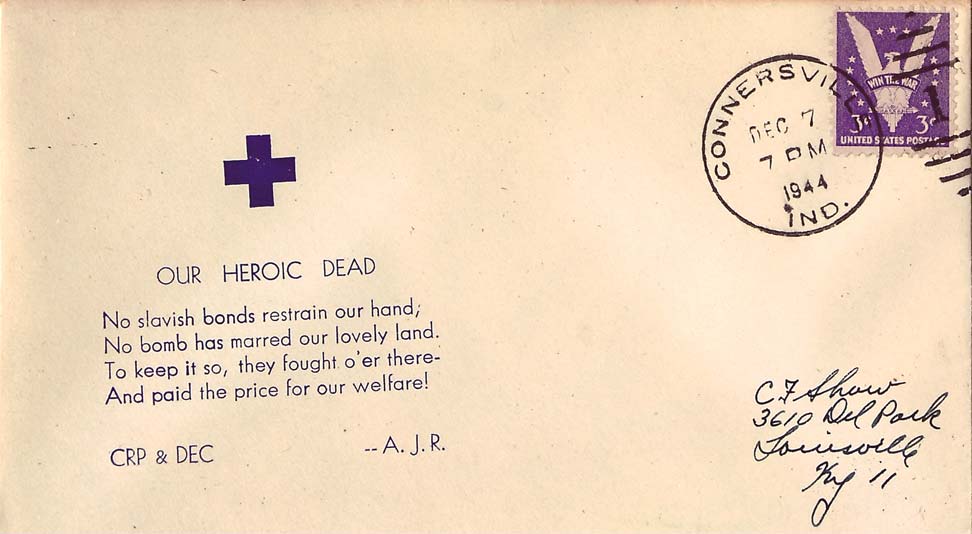 WIN THE WAR
3¢ 3¢
UNITED STATES POSTAGE
CONNERSVILLE
DEC 7
7 PM
1944
IND.
OUR HEROIC DEAD
No slavish bonds restrain our hand;
No bomb has marred our lovely land.
To keep it so, they fought o'er there-
And paid the price for our welfare!
CRP & DEC -- A. J. R.
C F Show
3610 Del Park
Louisville
Ky 11